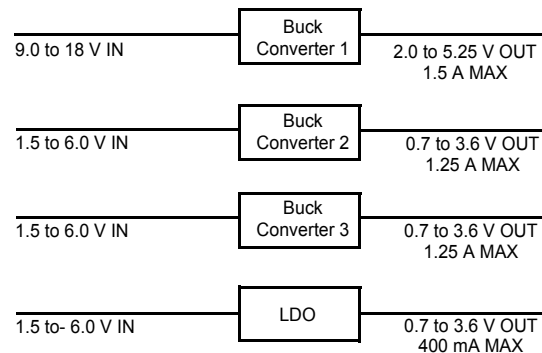 Buck
Converter 1
9.0 to 18 V IN
2.0 to 5.25 V OUT
1.5 A MAX
Buck
Converter 2
1.5 to 6.0 V IN
0.7 to 3.6 V OUT
1.25 A MAX
Buck
Converter 3
1.5 to 6.0 V IN
0.7 to 3.6 V OUT
1.25 A MAX
LDO
1.5 to- 6.0 V IN
0.7 to 3.6 V OUT
400 mA MAX